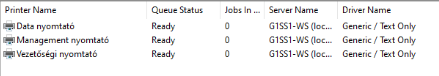 Printer Name Queue Status Jobs In ... Server Name Driver Name
Data nyomtató Ready 0 G1SS1-WS (loc... Generic / Text Only
Management nyomtató Ready 0 G1SS1-WS (loc... Generic / Text Only
Vezetőségi nyomtató Ready 0 G1SS1-WS (loc... Generic / Text Only